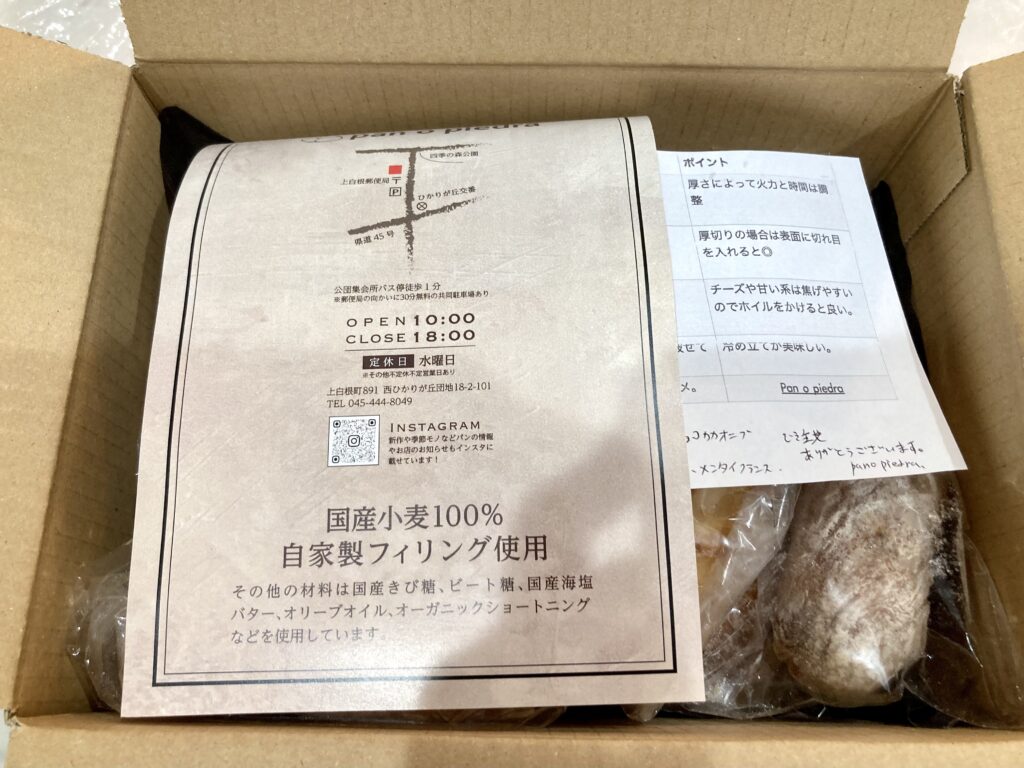 pan o piedra
四季の森公園
上白根郵便局
〒
P
ひかりが丘交番
県道45号
公団集会所バス停徒歩1分
※郵便局の向かいに30分無料の共同駐車場あり
OPEN 10:00
CLOSE 18:00
定休日 水曜日
※その他不定休不定営業日あり
上白根町891 西ひかりが丘団地18-2-101
TEL 045-444-8049
INSTAGRAM
新作や季節モノなどパンの情報
やお店のお知らせもインスタに
載せています!
国産小麦100%
自家製フィリング使用
その他の材料は国産きび糖、ビート糖、国産海塩
バター、オリーブオイル、オーガニックショートニング
などを使用しています。
ポイント
厚さによって火力と時間は調
整
厚切りの場合は表面に切れ目
を入れると◎
チーズや甘い系は焦げやすい
のでホイルをかけると良い。
せて
冷め立てが美味しい。
メ。
Pan o piedra
カカオニブ
ありがとうございます。
メンタイフランス.
pano piedra、